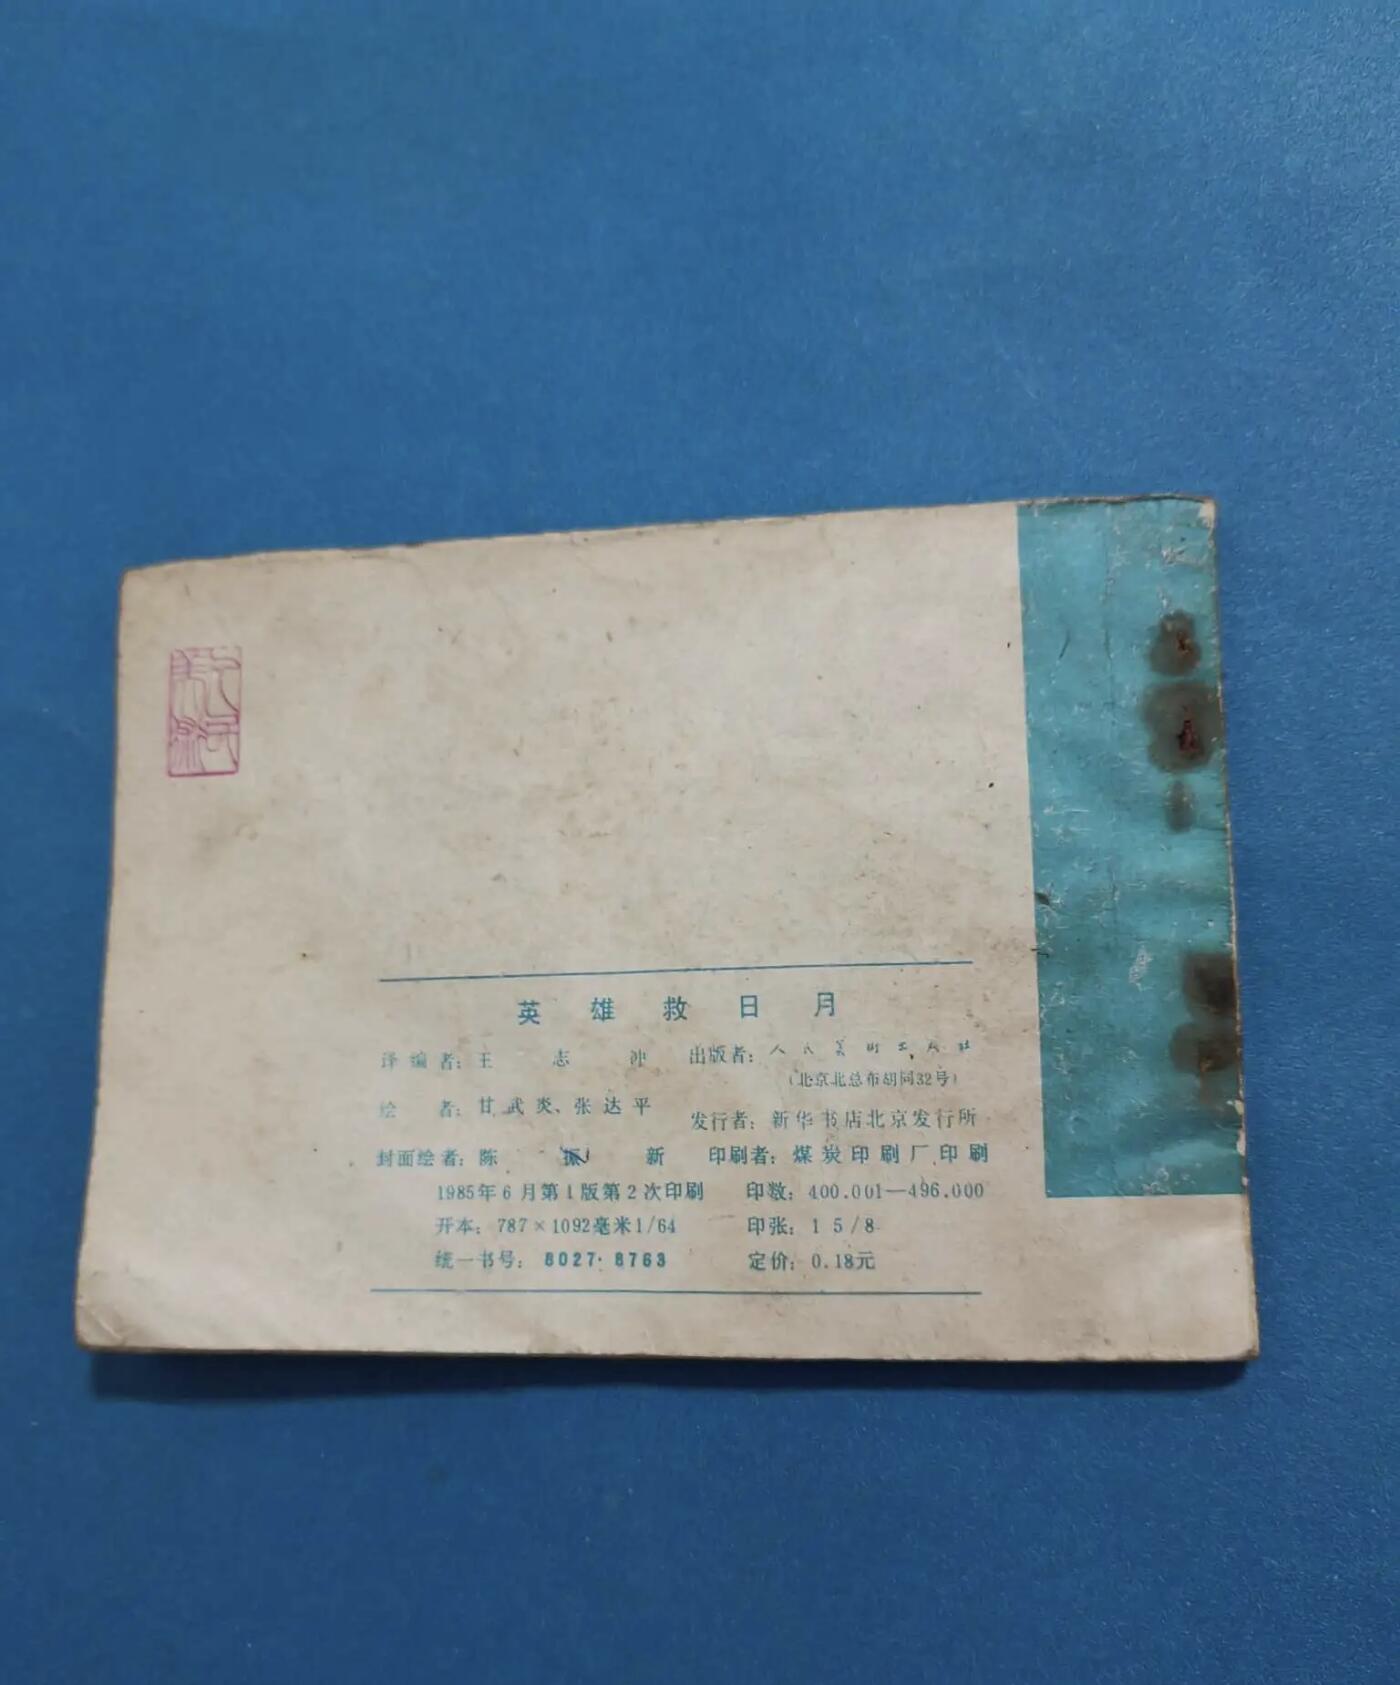 英雄救日月
译编者：王志冲 出版者：人民美术出版社
（北京北总布胡同32号）
绘者：甘武炎、张达平 发行者：新华书店北京发行所
封面绘者：陈振新 印刷者：煤炭印刷厂印刷
1985年6月第1版第2次印刷 印数：400.001—496.000
开本：787×1092毫米1/64 印张：1 5/8
统一书号：8027·8763 定价：0.18元